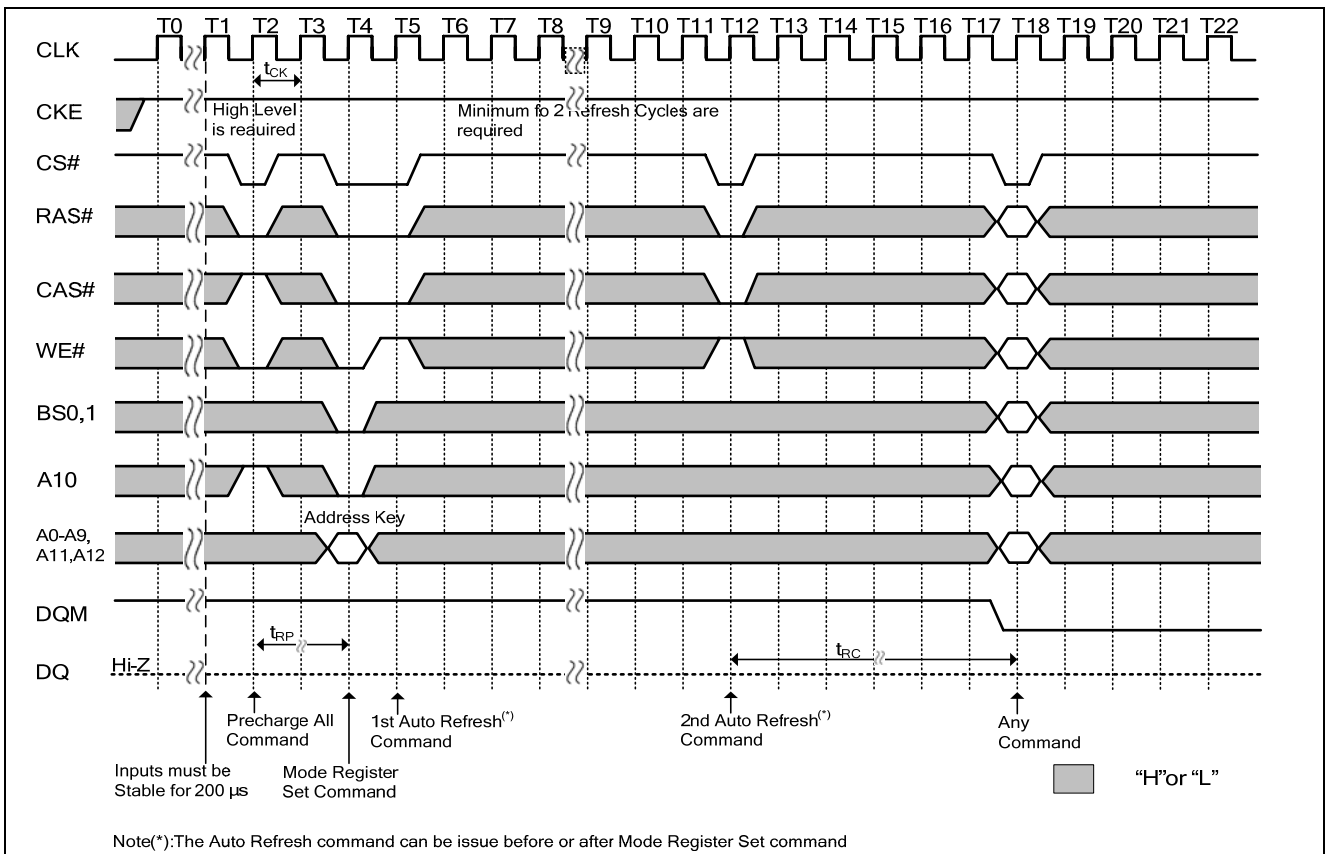 T0 T1 T2 T3 T4 T5 T6 T7 T8 T9 T10 T11 T12 T13 T14 T15 T16 T17 T18 T19 T20 T21 T22
CLK
tCK
CKE
High Level
is reauired
Minimum fo 2 Refresh Cycles are
required
CS#
RAS#
CAS#
WE#
BS0,1
A10
Address Key
A0-A9,
A11,A12
DQM
tRP
tRC
DQ
Hi-Z
Precharge All
Command
1st Auto Refresh(*)
Command
2nd Auto Refresh(*)
Command
Any
Command
Inputs must be
Stable for 200 µs
Mode Register
Set Command
“H”or “L”
Note(*):The Auto Refresh command can be issue before or after Mode Register Set command